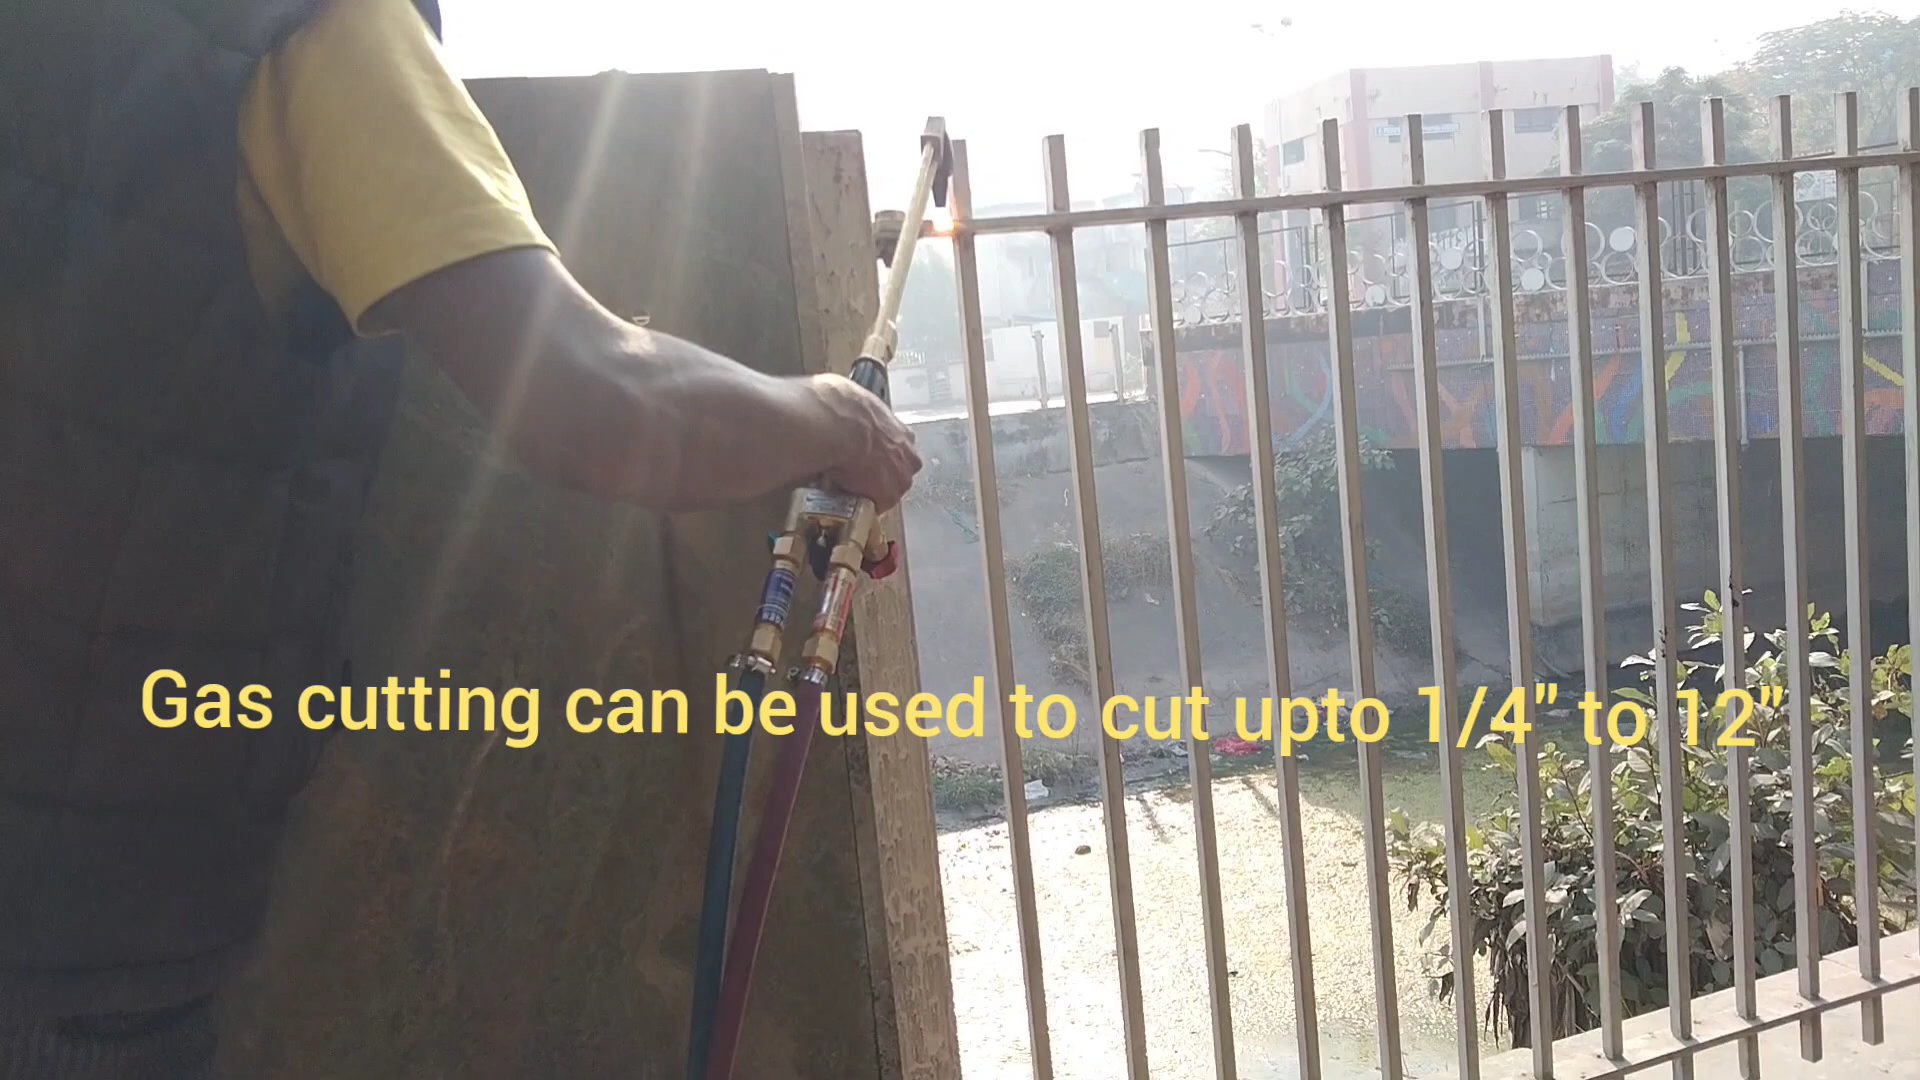 Gas cutting can be used to cut upto 1/4" to 12"